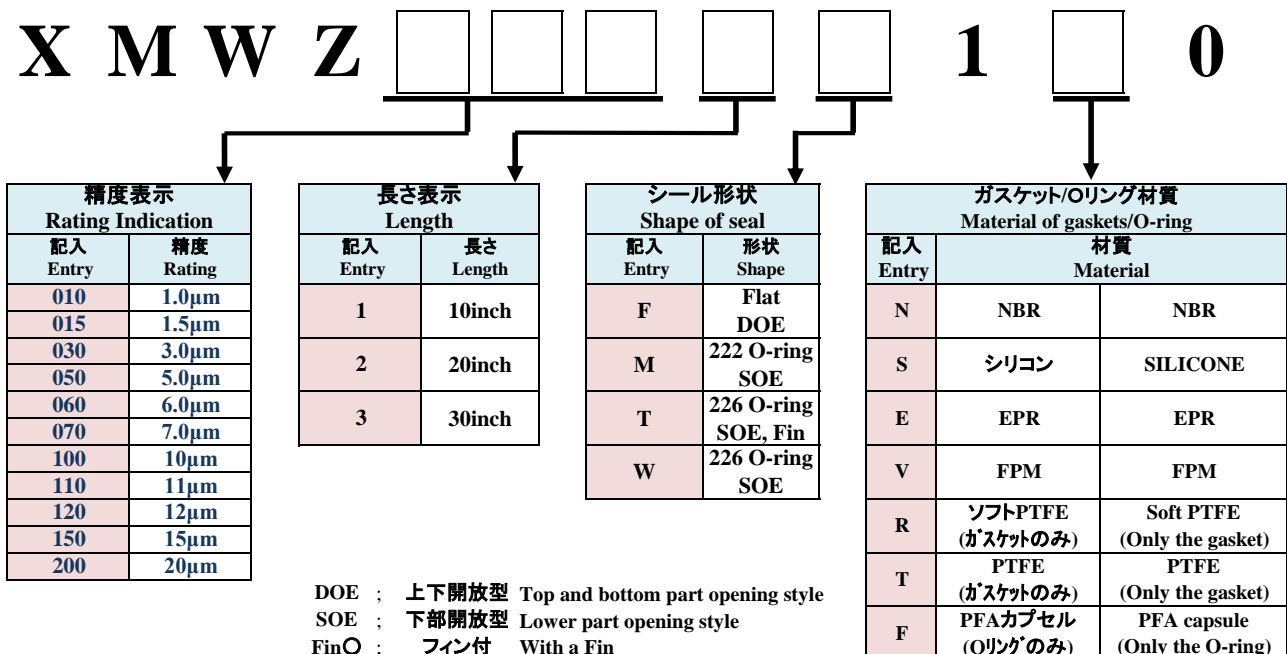 X M W Z 1 0
精度表示
Rating Indication
記入 精度
Entry Rating
010 1.0μm
015 1.5μm
030 3.0μm
050 5.0μm
060 6.0μm
070 7.0μm
100 10μm
110 11μm
120 12μm
150 15μm
200 20μm
長さ表示
Length
記入 長さ
Entry Length
1 10inch
2 20inch
3 30inch
シール形状
Shape of seal
記入 形状
Entry Shape
F Flat
DOE
M 222 O-ring
SOE
T 226 O-ring
SOE, Fin
W 226 O-ring
SOE
ガスケット/Oリング材質
Material of gaskets/O-ring
記入 材質
Entry Material
N NBR NBR
S シリコン SILICONE
E EPR EPR
V FPM FPM
R ソフトPTFE Soft PTFE
(ガスケットのみ) (Only the gasket)
T PTFE PTFE
(ガスケットのみ) (Only the gasket)
F PFAカプセル PFA capsule
(Oリングのみ) (Only the O-ring)
DOE ; 上下開放型 Top and bottom part opening style
SOE ; 下部開放型 Lower part opening style
Fin○ ; フィン付 With a Fin